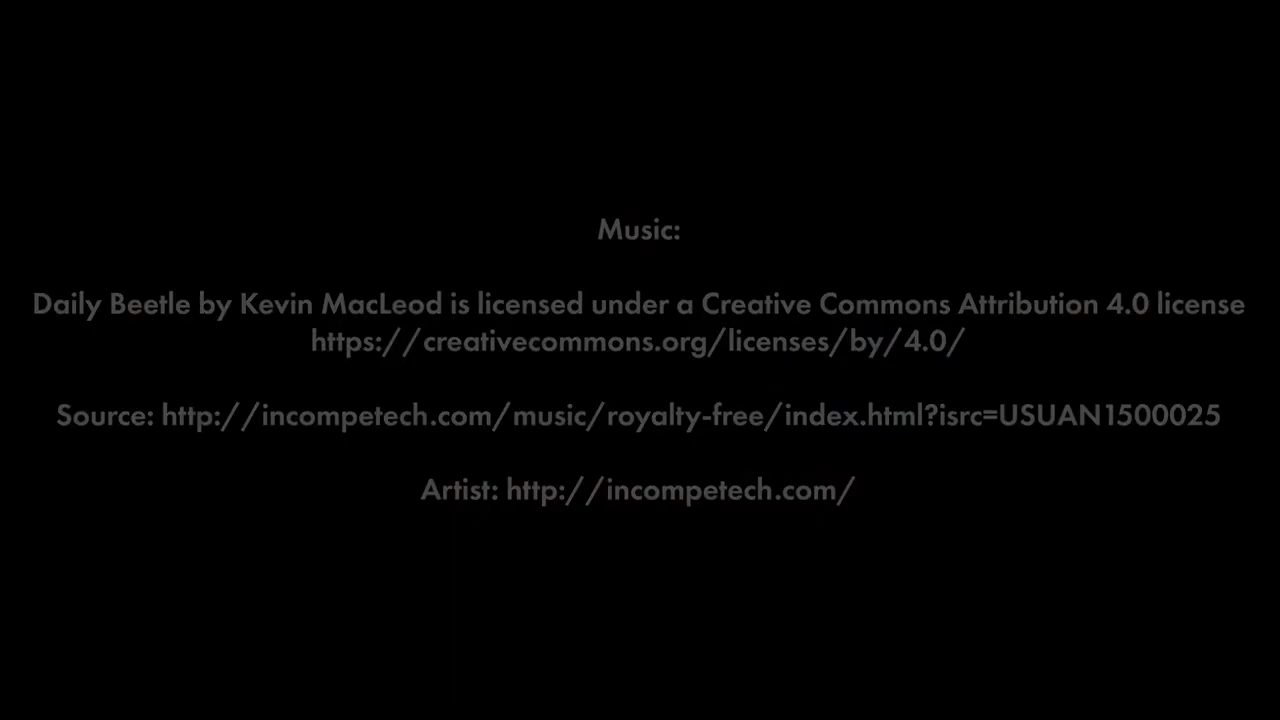 Music:
Daily Beetle by Kevin MacLeod is licensed under a Creative Commons Attribution 4.0 license
https://creativecommons.org/licenses/by/4.0/
Source: http://incompetech.com/music/royalty-free/index.html?isrc=USUAN1500025
Artist: http://incompetech.com/